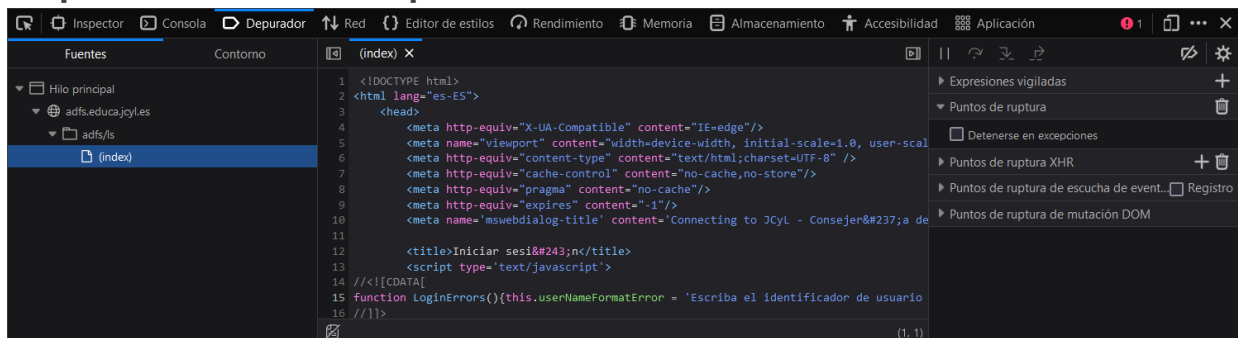 Inspector Consola Depurador Red Editor de estilos Rendimiento Memoria Almacenamiento Accesibilidad Aplicación 1
Fuentes Contorno (index)
Hilo principal
adfs.educa.jcyl.es
adfs/ls
(index)
1 <!DOCTYPE html>
2 <html lang="es-ES">
3 <head>
4 <meta http-equiv="X-UA-Compatible" content="IE=edge"/>
5 <meta name="viewport" content="width=device-width, initial-scale=1.0, user-scal
6 <meta http-equiv="content-type" content="text/html;charset=UTF-8" />
7 <meta http-equiv="cache-control" content="no-cache,no-store"/>
8 <meta http-equiv="pragma" content="no-cache"/>
9 <meta http-equiv="expires" content="-1"/>
10 <meta name='mswebdialog-title' content='Connecting to JCyL - Consejer&#237;a de
11
12 <title>Iniciar sesi&#243;n</title>
13 <script type='text/javascript'>
14 //<![CDATA[
15 function LoginErrors(){this.userNameFormatError = 'Escriba el identificador de usuario
16 //]]>
(1, 1)
Expresiones vigiladas
Puntos de ruptura
Detenerse en excepciones
Puntos de ruptura XHR
Puntos de ruptura de escucha de event... Registro
Puntos de ruptura de mutación DOM